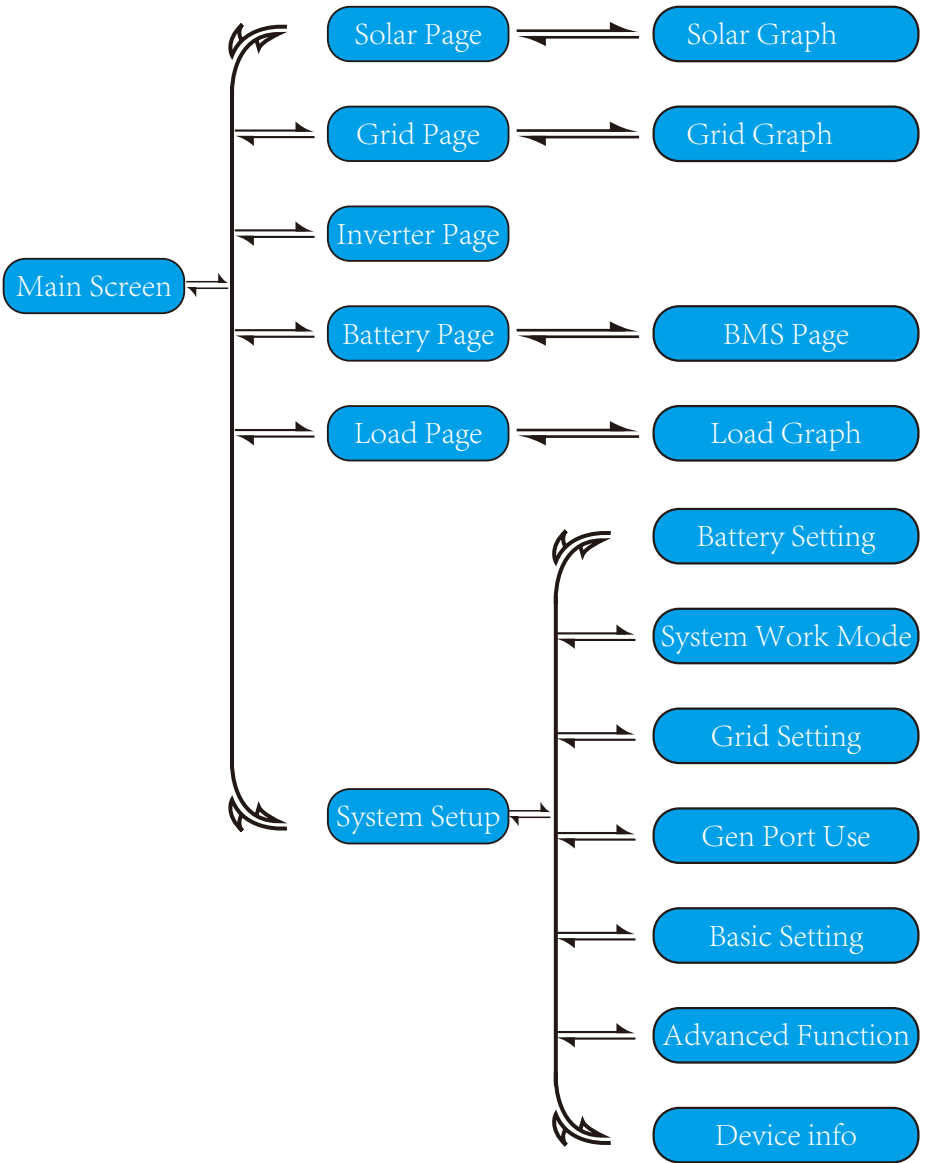 Solar Page
Solar Graph
Grid Page
Grid Graph
Inverter Page
Main Screen
Battery Page
BMS Page
Load Page
Load Graph
Battery Setting
System Work Mode
Grid Setting
System Setup
Gen Port Use
Basic Setting
Advanced Function
Device info